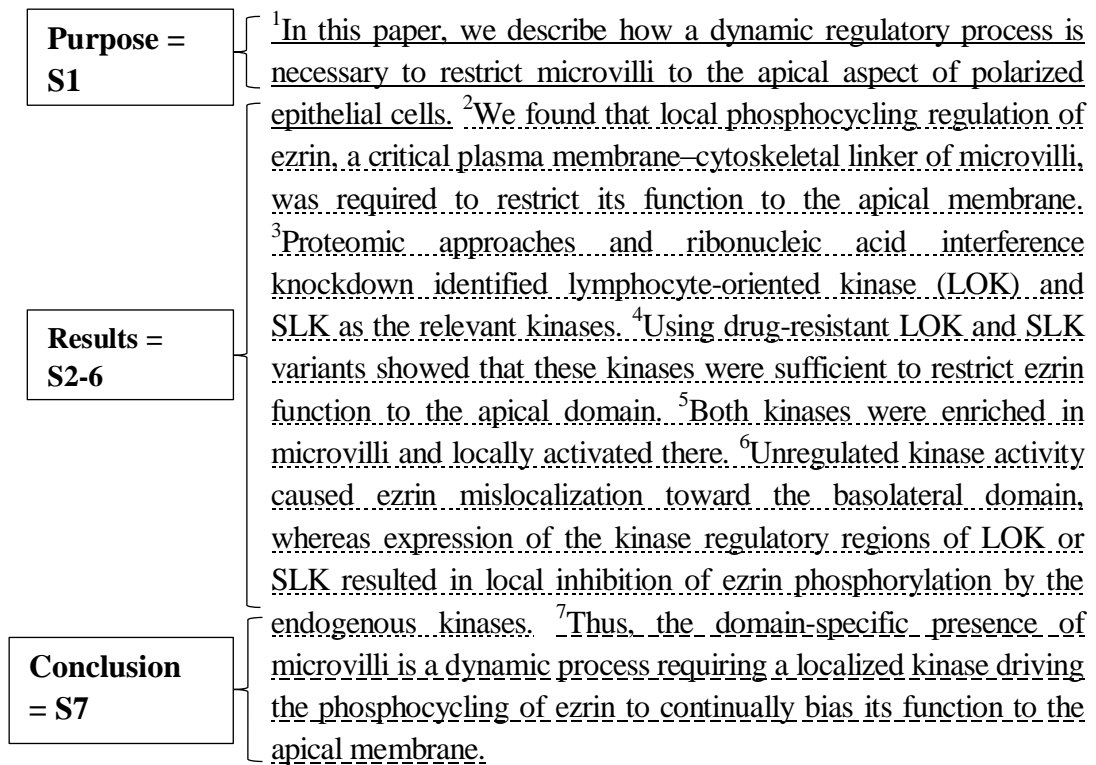 Purpose =
S1
¹In this paper, we describe how a dynamic regulatory process is
necessary to restrict microvilli to the apical aspect of polarized
epithelial cells. ²We found that local phosphocycling regulation of
ezrin, a critical plasma membrane–cytoskeletal linker of microvilli,
was required to restrict its function to the apical membrane.
³Proteomic approaches and ribonucleic acid interference
knockdown identified lymphocyte-oriented kinase (LOK) and
SLK as the relevant kinases. ⁴Using drug-resistant LOK and SLK
variants showed that these kinases were sufficient to restrict ezrin
function to the apical domain. ⁵Both kinases were enriched in
microvilli and locally activated there. ⁶Unregulated kinase activity
caused ezrin mislocalization toward the basolateral domain,
whereas expression of the kinase regulatory regions of LOK or
SLK resulted in local inhibition of ezrin phosphorylation by the
endogenous kinases. ⁷Thus, the domain-specific presence of
microvilli is a dynamic process requiring a localized kinase driving
the phosphocycling of ezrin to continually bias its function to the
apical membrane.
Results =
S2-6
Conclusion
= S7